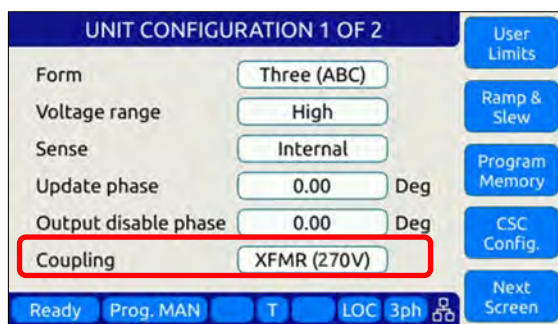 UNIT CONFIGURATION 1 OF 2
Form Three (ABC)
Voltage range High
Sense Internal
Update phase 0.00 Deg
Output disable phase 0.00 Deg
Coupling XFMR (270V)
Ready Prog. MAN T LOC 3ph
User
Limits
Ramp &
Slew
Program
Memory
CSC
Config.
Next
Screen